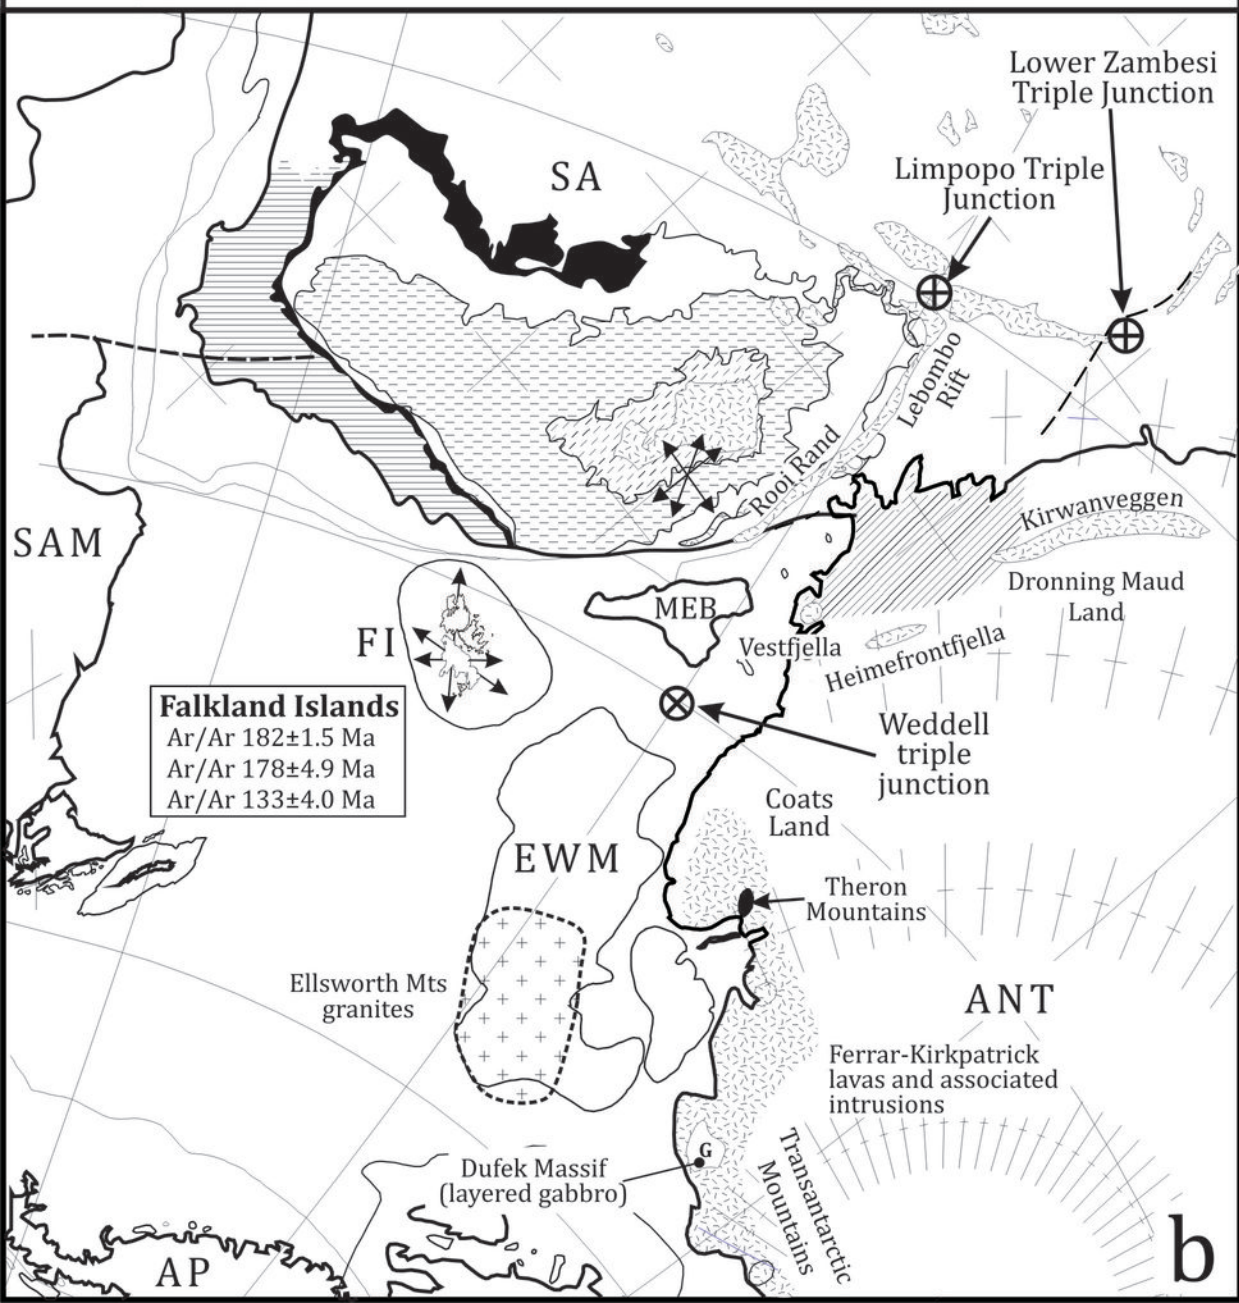 Lower Zambesi
Triple Junction
Limpopo Triple
Junction
SA
Lebombo
Rift
Rooi Rand
Kirwanveggen
SAM
Dronning Maud
Land
MEB
FI
Vestfjella
Heimefrontfjella
Falkland Islands
Ar/Ar 182±1.5 Ma
Ar/Ar 178±4.9 Ma
Ar/Ar 133±4.0 Ma
Weddell
triple
junction
Coats
Land
EWM
Theron
Mountains
Ellsworth Mts
granites
ANT
Ferrar-Kirkpatrick
lavas and associated
intrusions
G
Dufek Massif
(layered gabbro)
Transantarctic
Mountains
AP
b